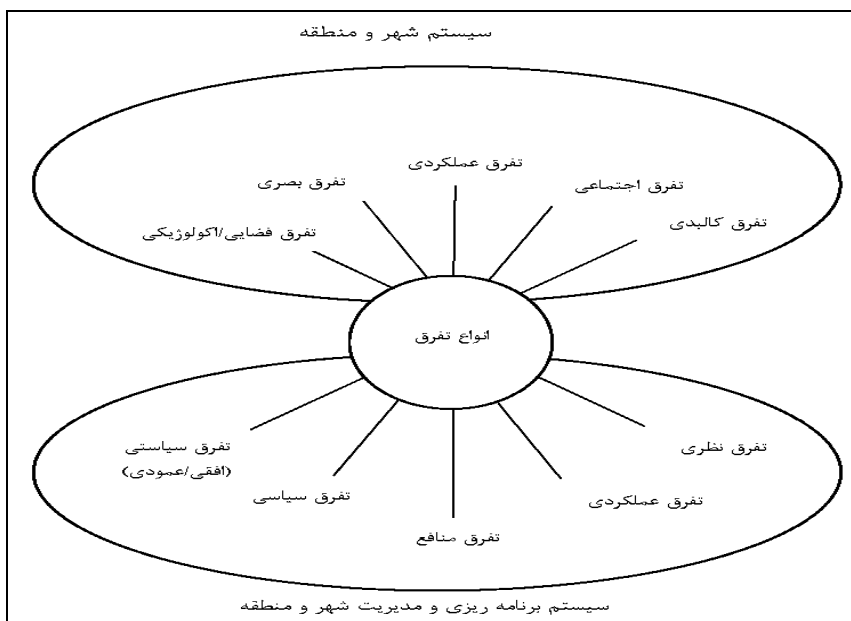 سیستم شهر و منطقه
تفرق عملکردی
تفرق اجتماعی
تفرق بصری
تفرق کالبدی
تفرق فضایی/اکولوژیکی
انواع تفرق
تفرق نظری
تفرق سیاستی
(افقی/عمودی)
تفرق عملکردی
تفرق سیاسی
تفرق منافع
سیستم برنامه ریزی و مدیریت شهر و منطقه